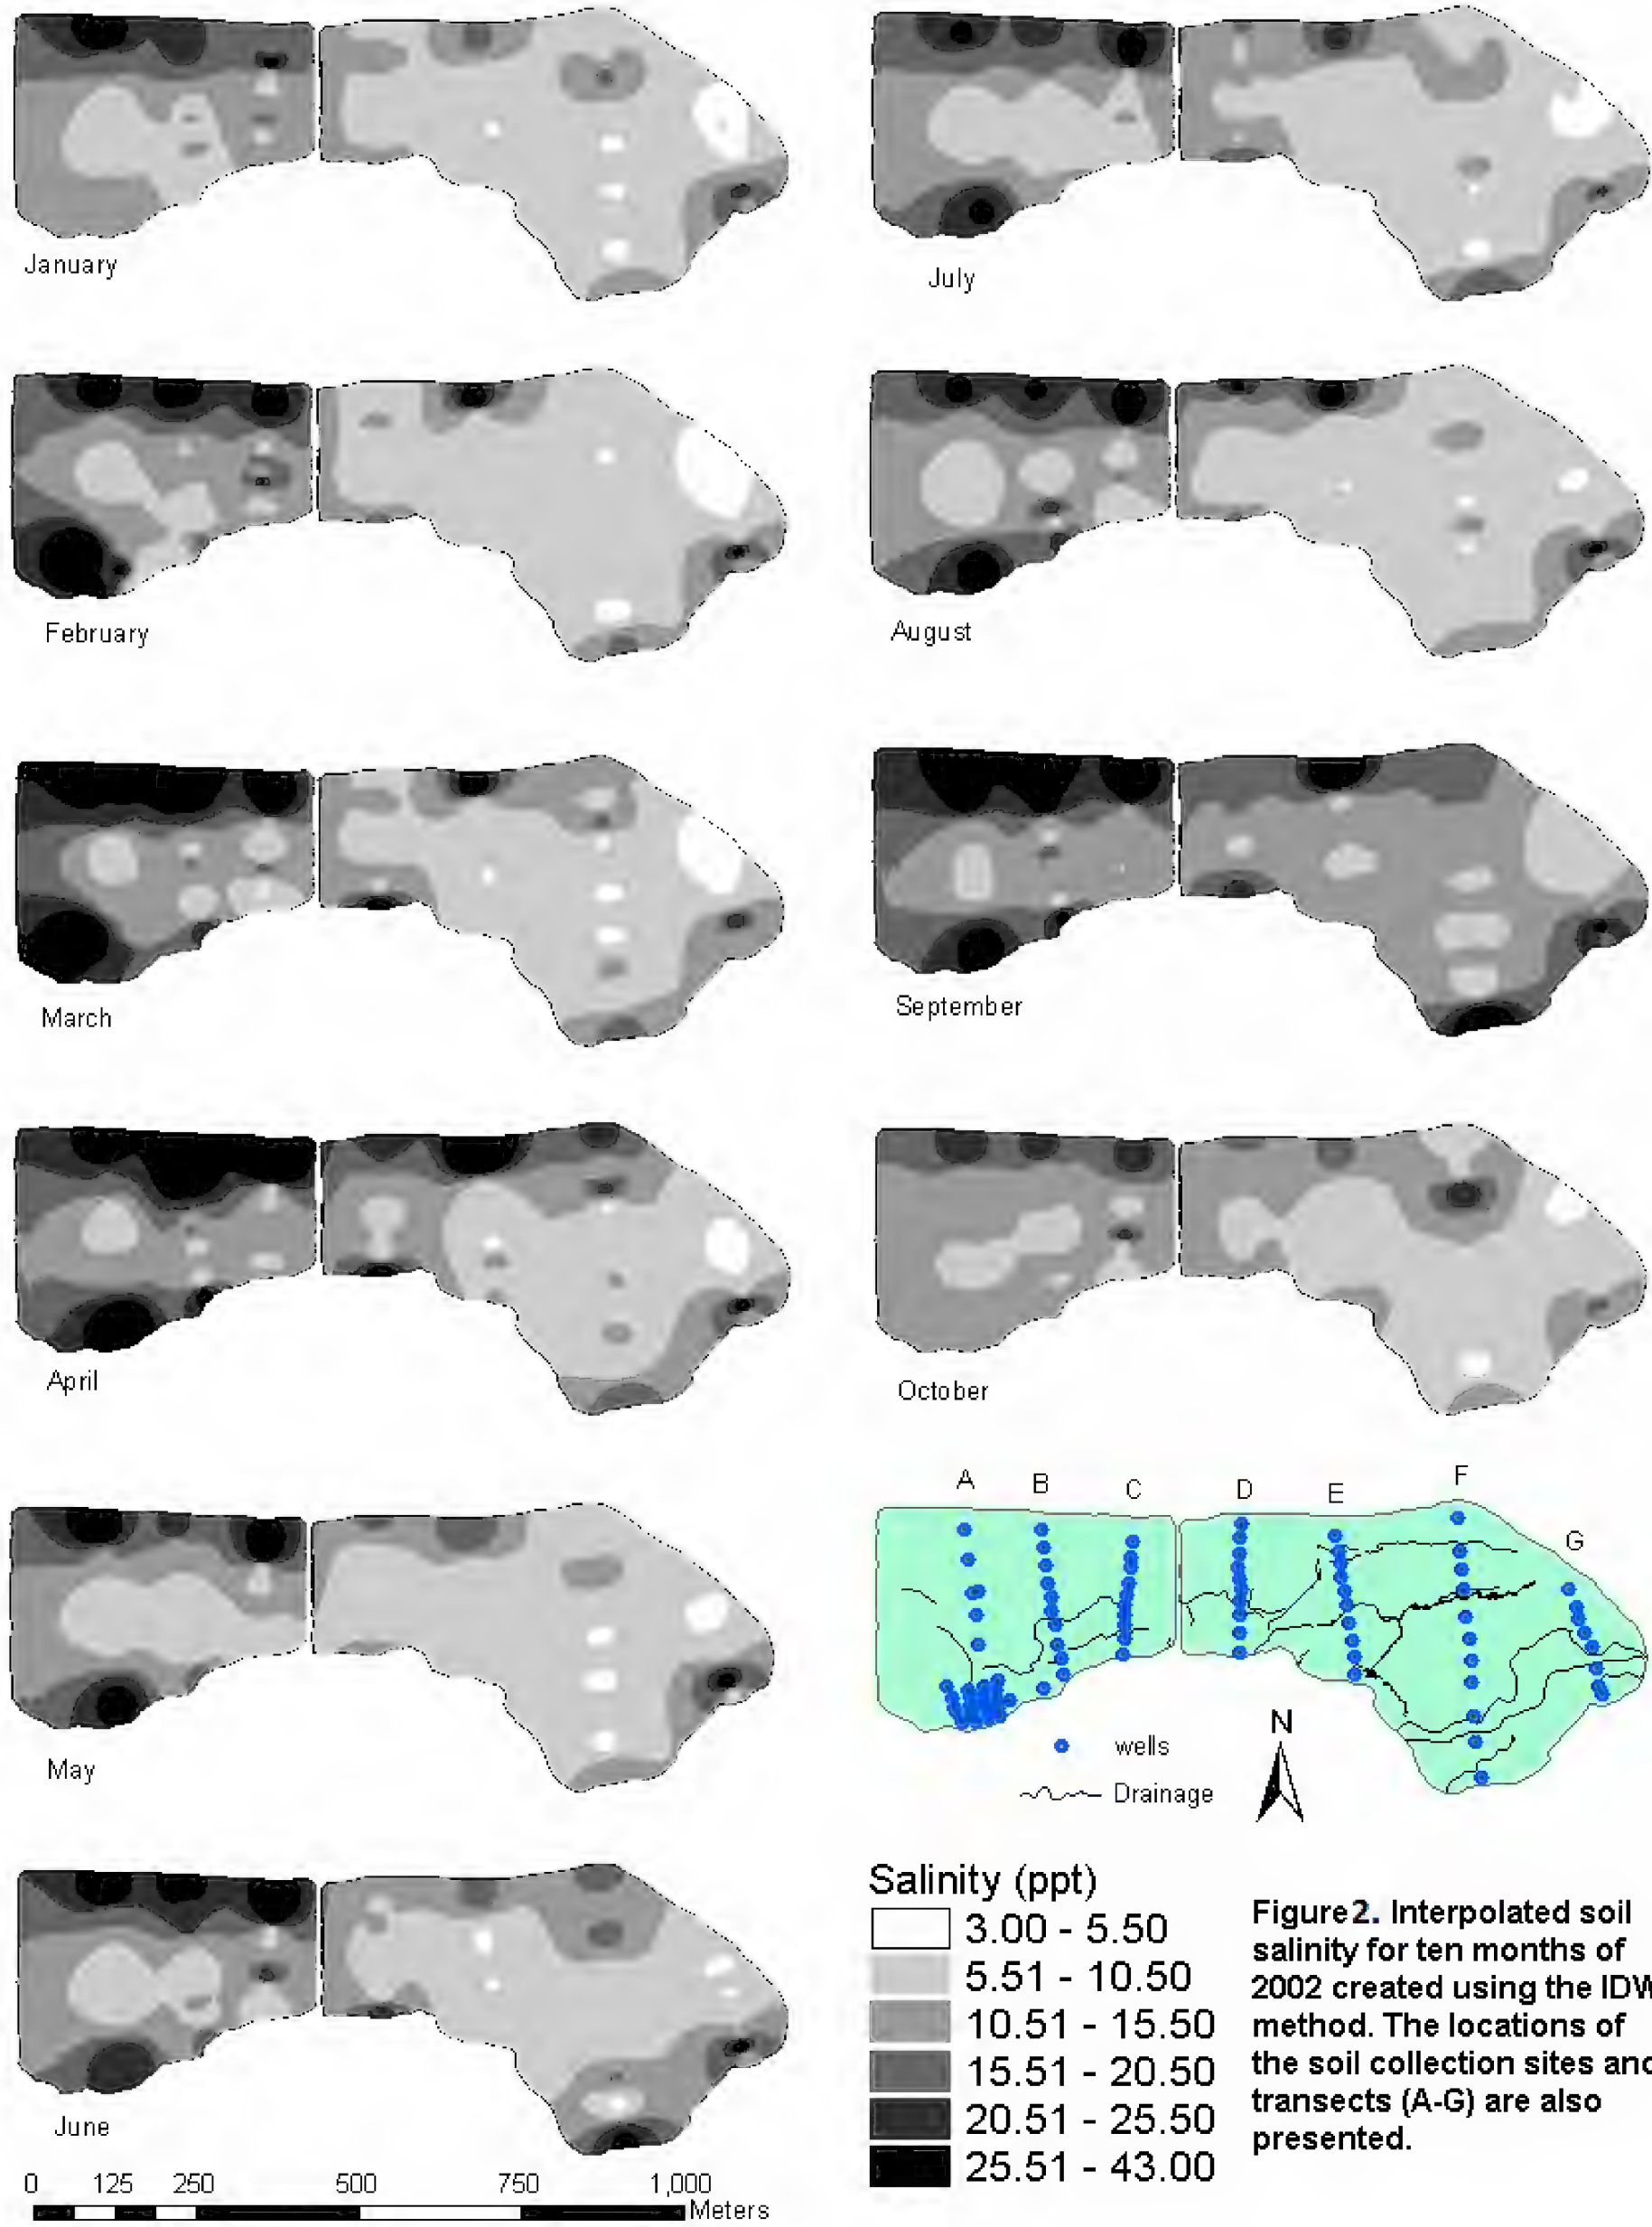 January
July
February
August
March
September
April
October
A B C D E F G
May
N
wells
Drainage
June
Salinity (ppt)
3.00 - 5.50
5.51 - 10.50
10.51 - 15.50
15.51 - 20.50
20.51 - 25.50
25.51 - 43.00
Figure2. Interpolated soil
salinity for ten months of
2002 created using the IDW
method. The locations of
the soil collection sites and
transects (A-G) are also
presented.
0 125 250 500 750 1,000
Meters